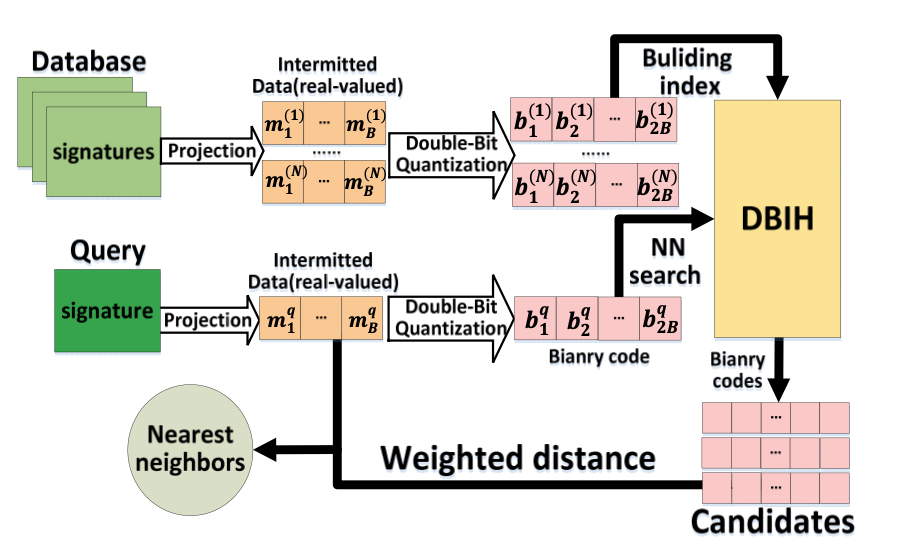 Database
signatures
Projection
Intermitted
Data(real-valued)
m_1^{(1)} ... m_B^{(1)}
......
m_1^{(N)} ... m_B^{(N)}
Double-Bit
Quantization
b_1^{(1)} b_2^{(1)} ... b_{2B}^{(1)}
......
b_1^{(N)} b_2^{(N)} ... b_{2B}^{(N)}
Buliding
index
DBIH
Query
signature
Projection
Intermitted
Data(real-valued)
m_1^q ... m_B^q
Double-Bit
Quantization
b_1^q b_2^q ... b_{2B}^q
Bianry code
NN
search
Bianry
codes
...
...
...
Candidates
Weighted distance
Nearest
neighbors